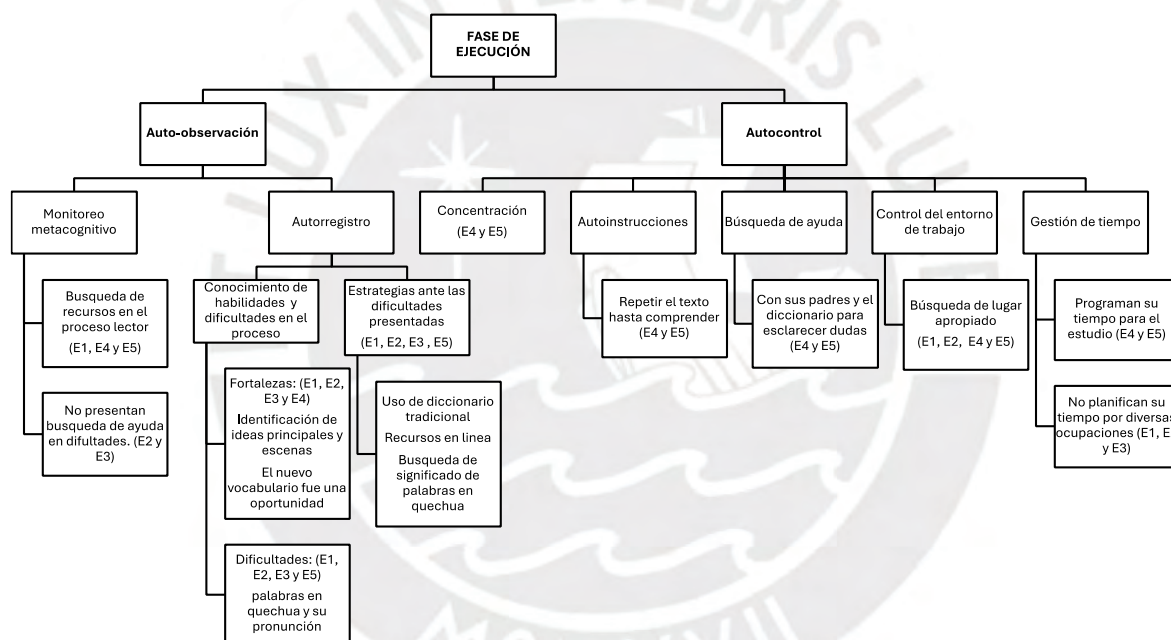 FASE DE
EJECUCIÓN
Auto-observación
Autocontrol
Monitoreo
metacognitivo
Autorregistro
Concentración
(E4 y E5)
Autoinstrucciones
Búsqueda de ayuda
Control del entorno
de trabajo
Gestión de tiempo
Busqueda de
recursos en el
proceso lector
(E1, E4 y E5)
No presentan
busqueda de ayuda
en difultades. (E2 y
E3)
Conocimiento de
habilidades y
dificultades en el
proceso
Estrategias ante las
dificultades
presentadas
(E1, E2, E3 , E5)
Fortalezas: (E1, E2,
E3 y E4)
Identificación de
ideas principales y
escenas
El nuevo
vocabulario fue una
oportunidad
Dificultades: (E1,
E2, E3 y E5)
palabras en
quechua y su
pronunción
Uso de diccionario
tradicional
Recursos en linea
Busqueda de
significado de
palabras en
quechua
Repetir el texto
hasta comprender
(E4 y E5)
Con sus padres y el
diccionario para
esclarecer dudas
(E4 y E5)
Búsqueda de lugar
apropiado
(E1, E2, E4 y E5)
Programan su
tiempo para el
estudio (E4 y E5)
No planifican su
tiempo por diversas
ocupaciones (E1,
y E3)
LUX IN